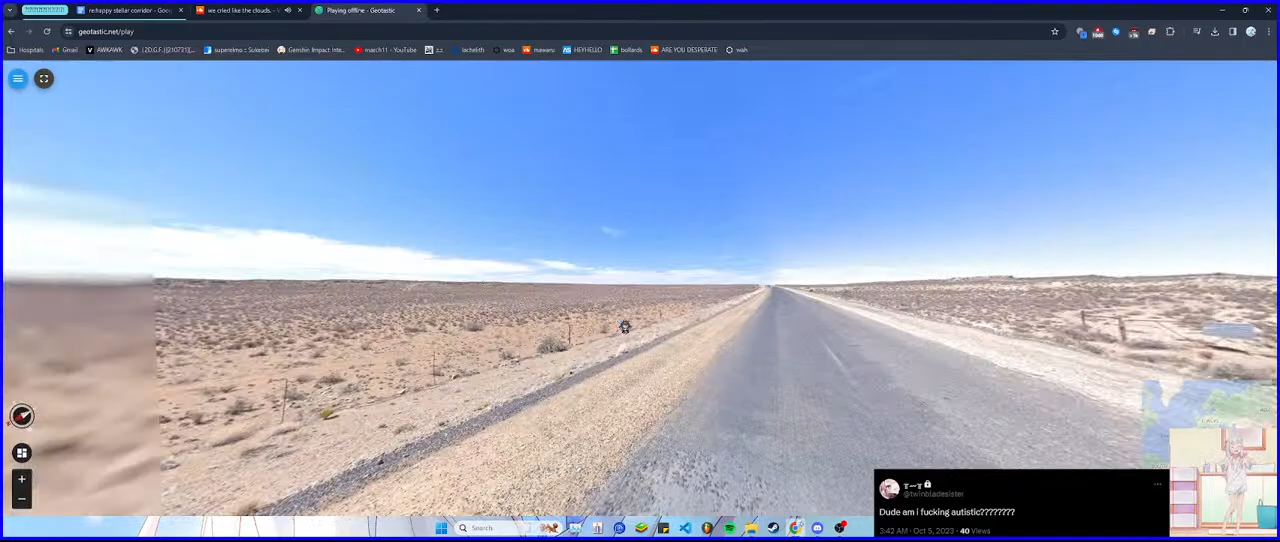 re:happy stellar corridor - Goo
we cried like the clouds. - V
Playing offline - Geotastic
geotastic.net/play
Hospitals
Gmail
AWKAWK
superelmo :: Sukebei
Genshin Impact Inte...
march11 - YouTube
z.z
lachelith
woa
mawaru
HEYHELLO
bollards
ARE YOU DESPERATE
wah
Search
@twinbladesister
Dude am i fucking autistic????????
3:42 AM · Oct 5, 2023 · 40 Views